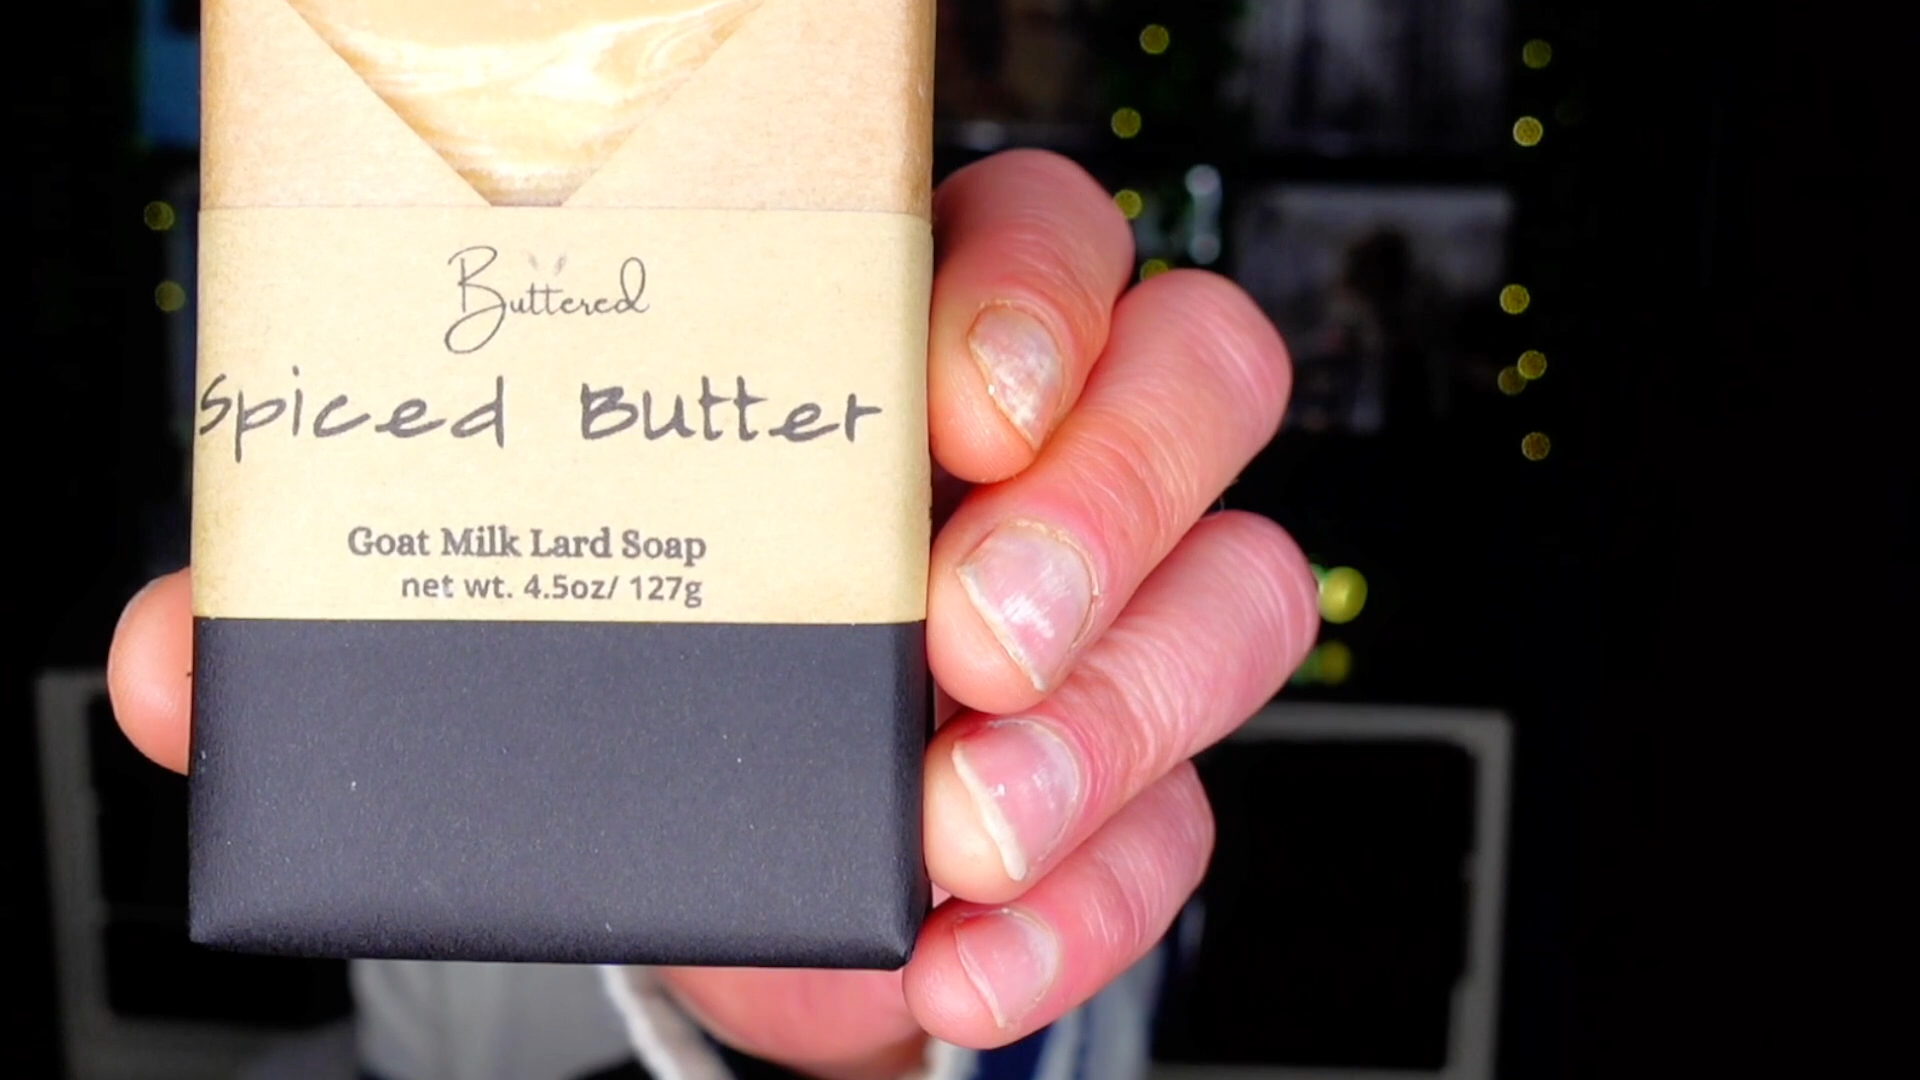 Buttered
Spiced Butter
Goat Milk Lard Soap
net wt. 4.5oz/ 127g